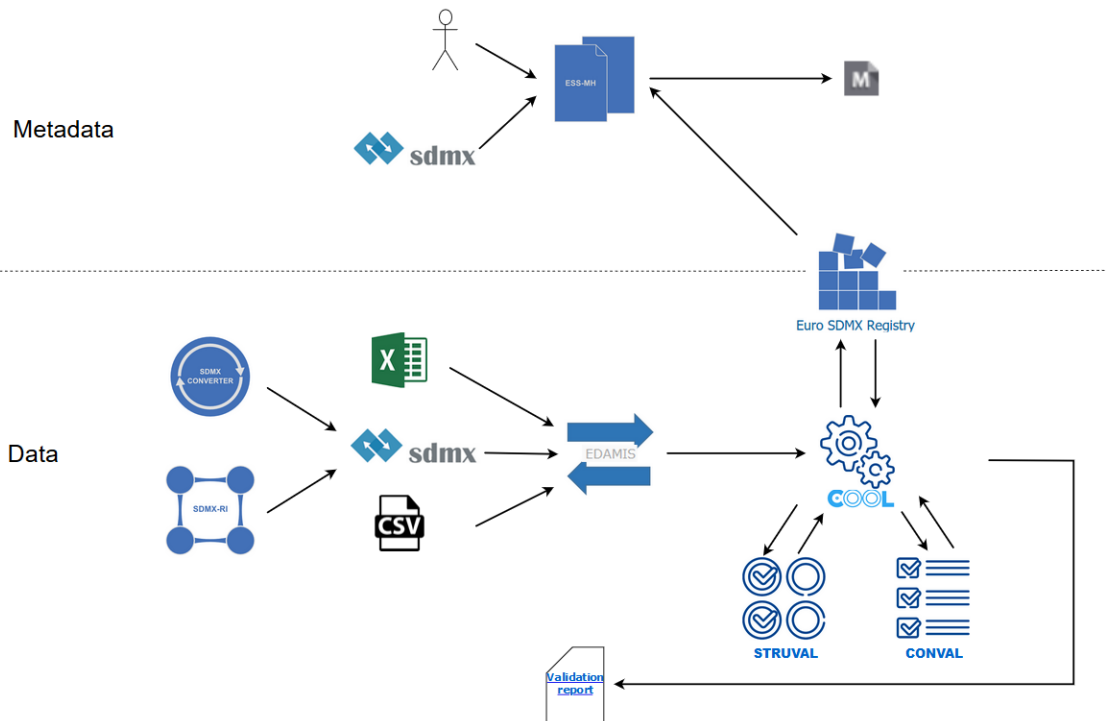 ESS-MH
M
Metadata
sdmx
Euro SDMX Registry
SDMX
CONVERTER
X
Data
sdmx
EDAMIS
SDMX-RI
COOL
CSV
STRUVAL
CONVAL
Validation
report